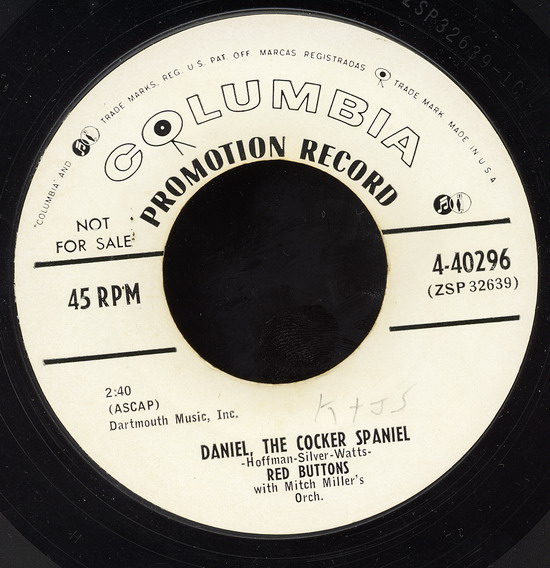 "COLUMBIA" AND TRADE MARKS. REG. U.S. PAT. OFF. MARCAS REGISTRADAS TRADE MARK MADE IN U S A
COLUMBIA
PROMOTION RECORD
NOT
FOR SALE
45 RPM
4-40296
(ZSP 32639)
2:40
(ASCAP)
Dartmouth Music, Inc.
DANIEL, THE COCKER SPANIEL
-Hoffman-Silver-Watts-
RED BUTTONS
with Mitch Miller's
Orch.
ZSP32639-1C